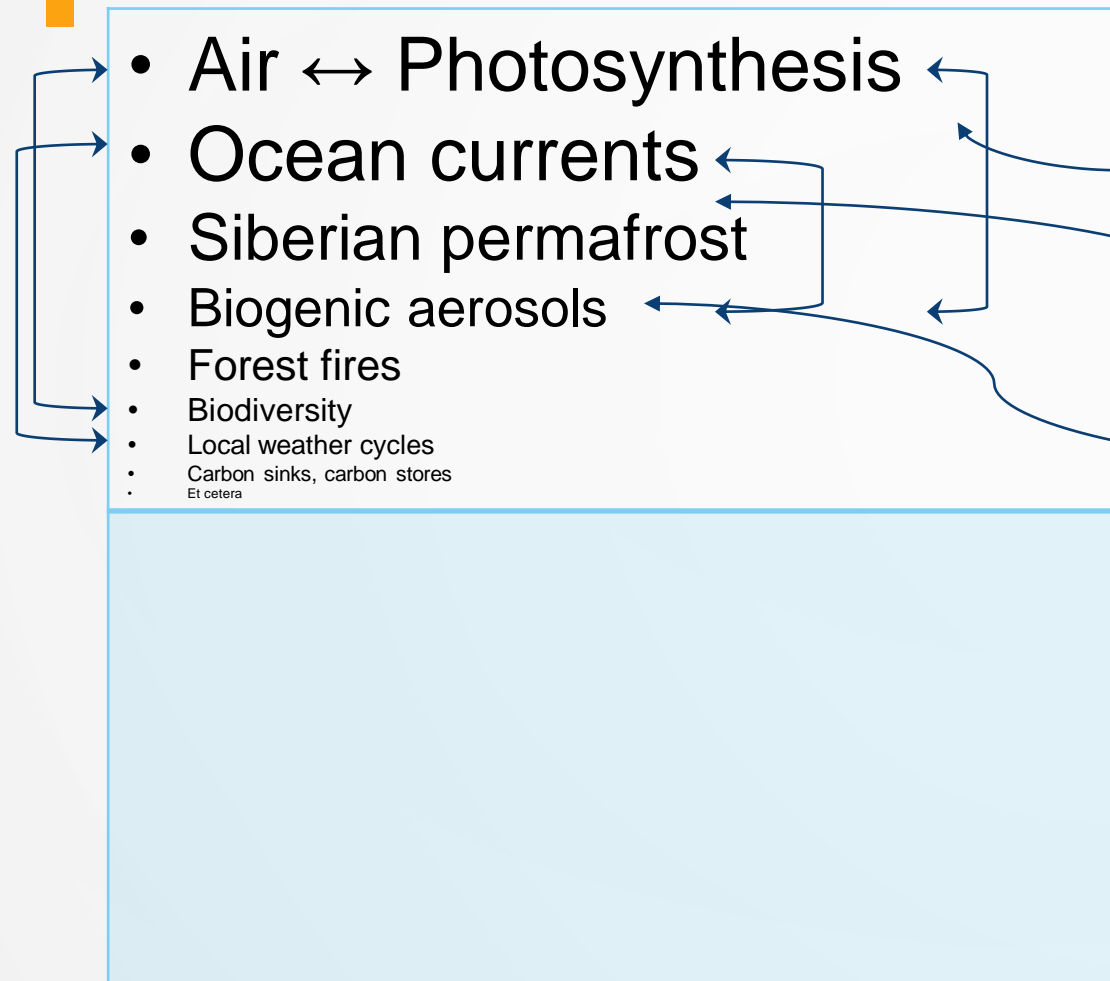 • Air ↔ Photosynthesis
• Ocean currents
• Siberian permafrost
• Biogenic aerosols
• Forest fires
• Biodiversity
• Local weather cycles
• Carbon sinks, carbon stores
• Et cetera